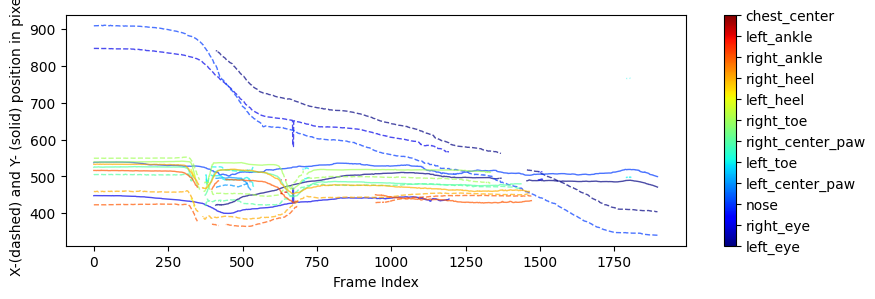 X-(dashed) and Y- (solid) position in pixe
900
800
700
600
500
400
0
250
500
750
1000
1250
1500
1750
Frame Index
chest_center
left_ankle
right_ankle
right_heel
left_heel
right_toe
right_center_paw
left_toe
left_center_paw
nose
right_eye
left_eye